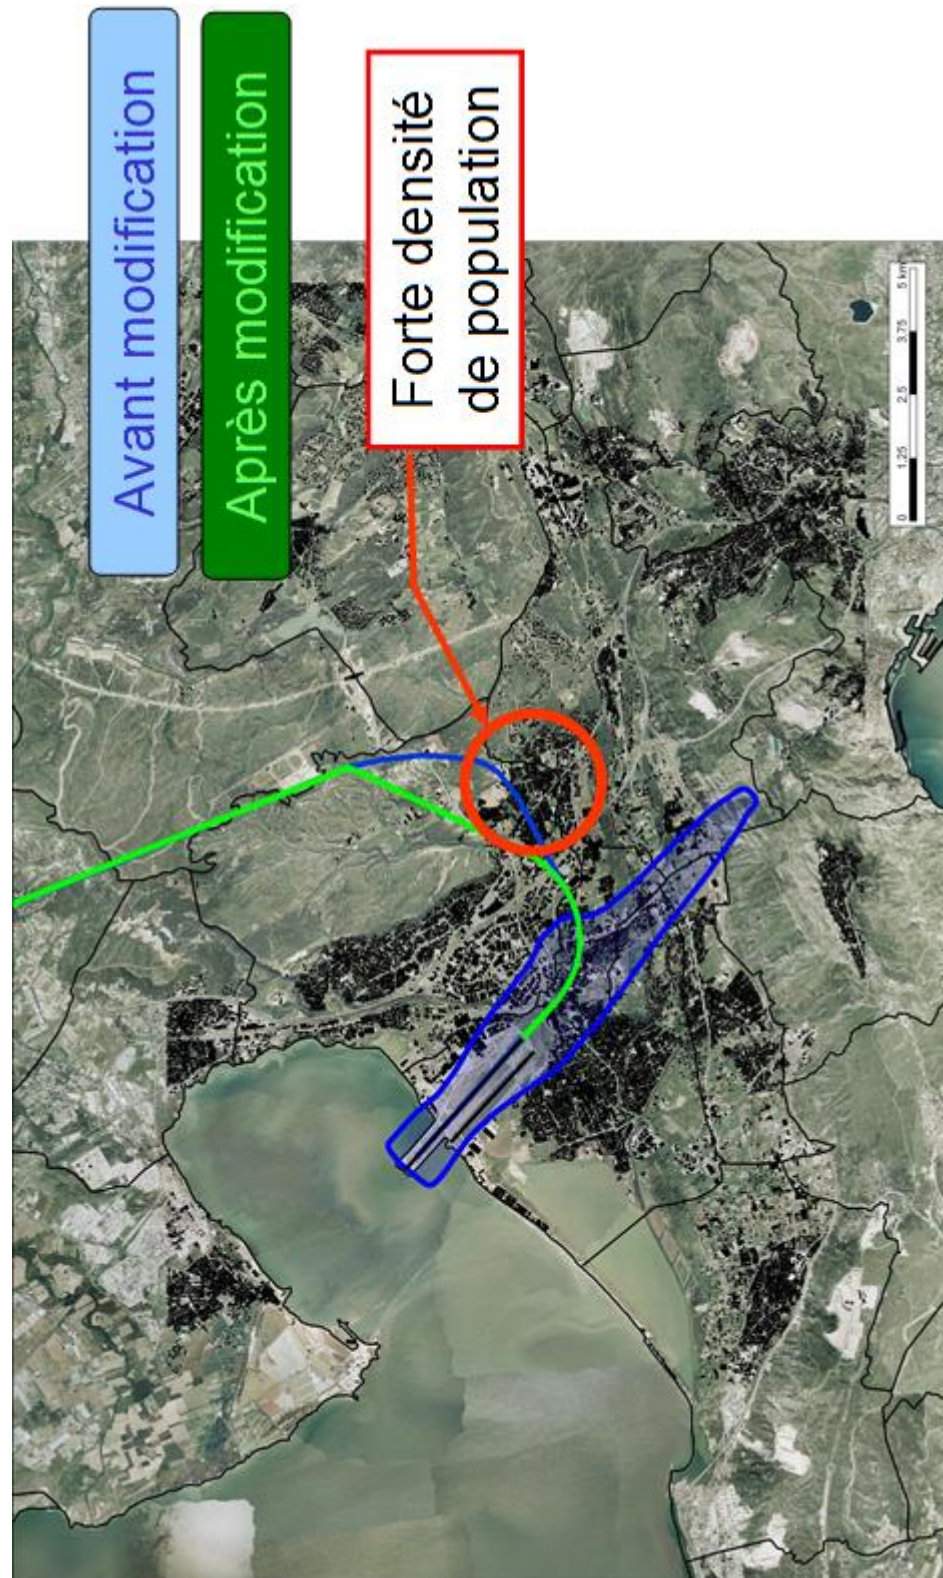 Avant modification
Après modification
Forte densité
de population
0 1.25 2.5 3.75 5 km